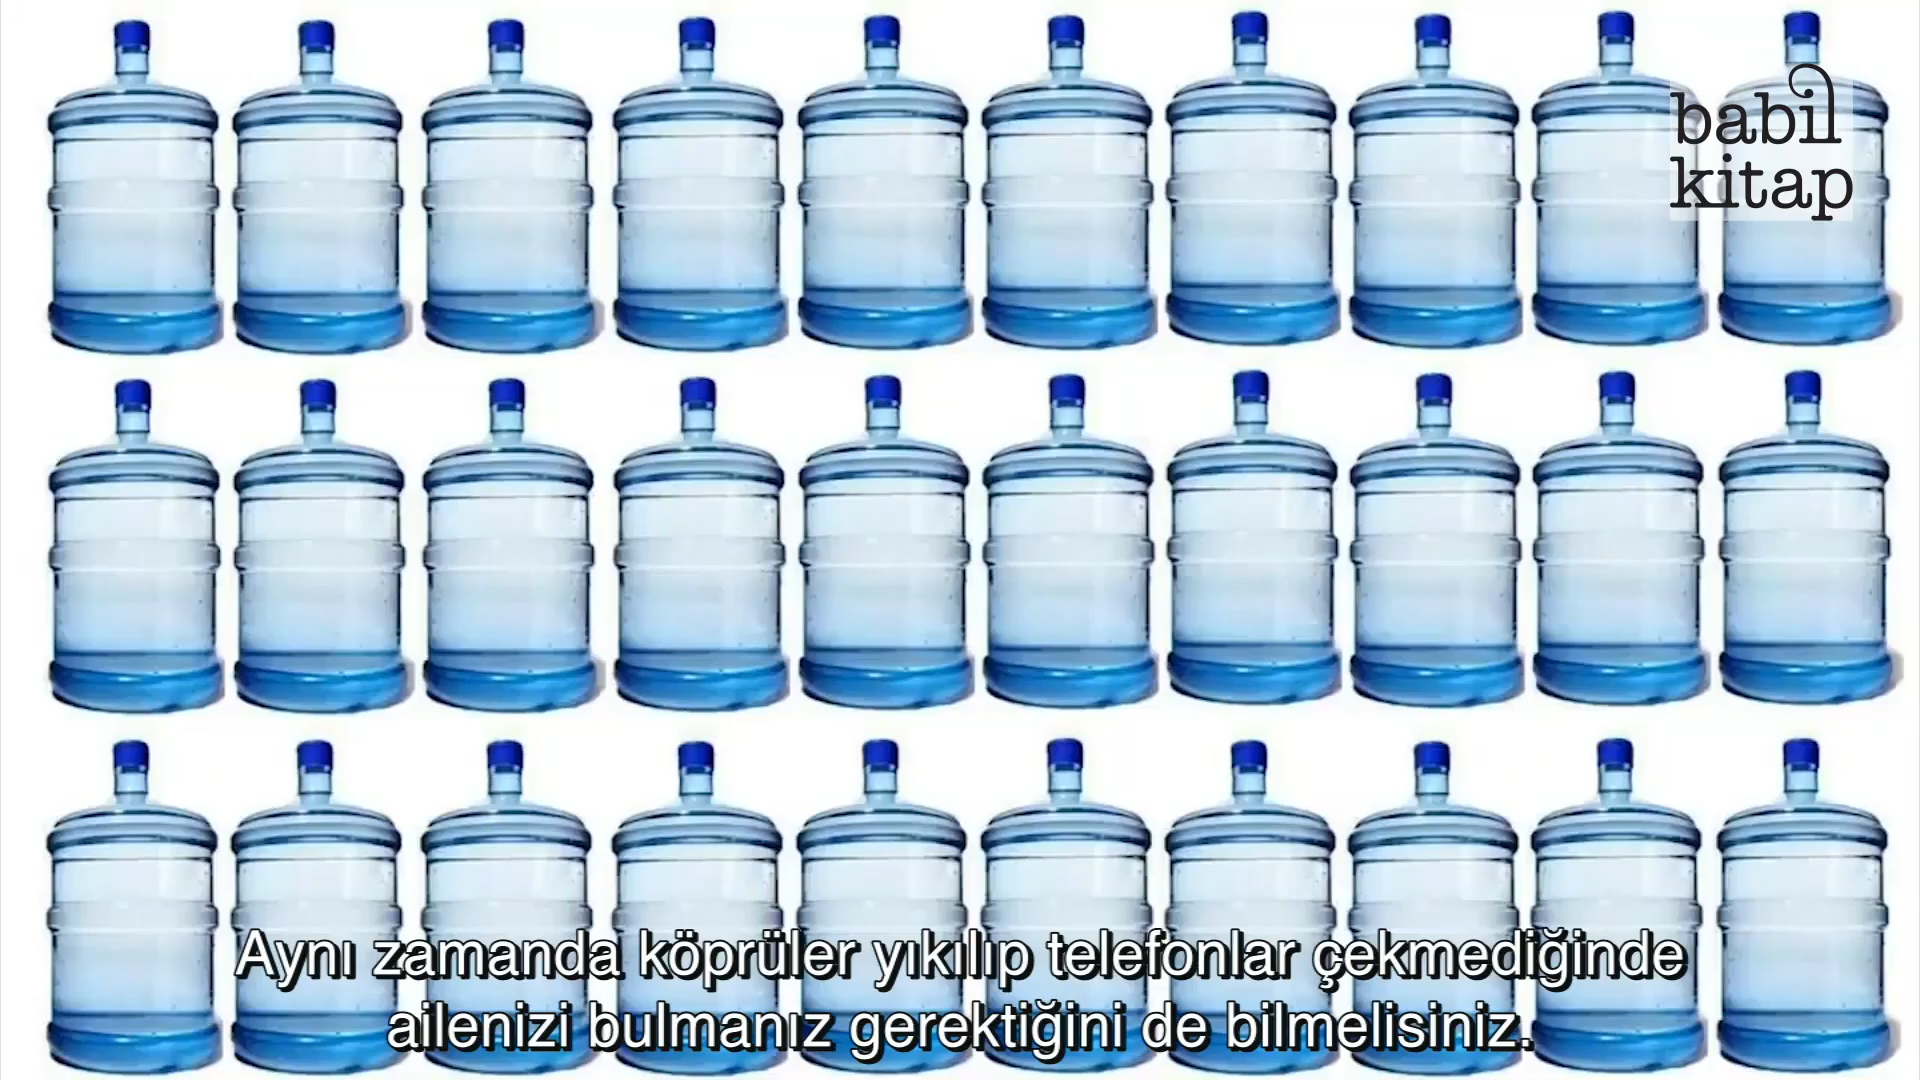 babil
kitap
Aynı zamanda köprüler yıkılıp telefonlar çekmediğinde
ailenizi bulmanız gerektiğini de bilmelisiniz.